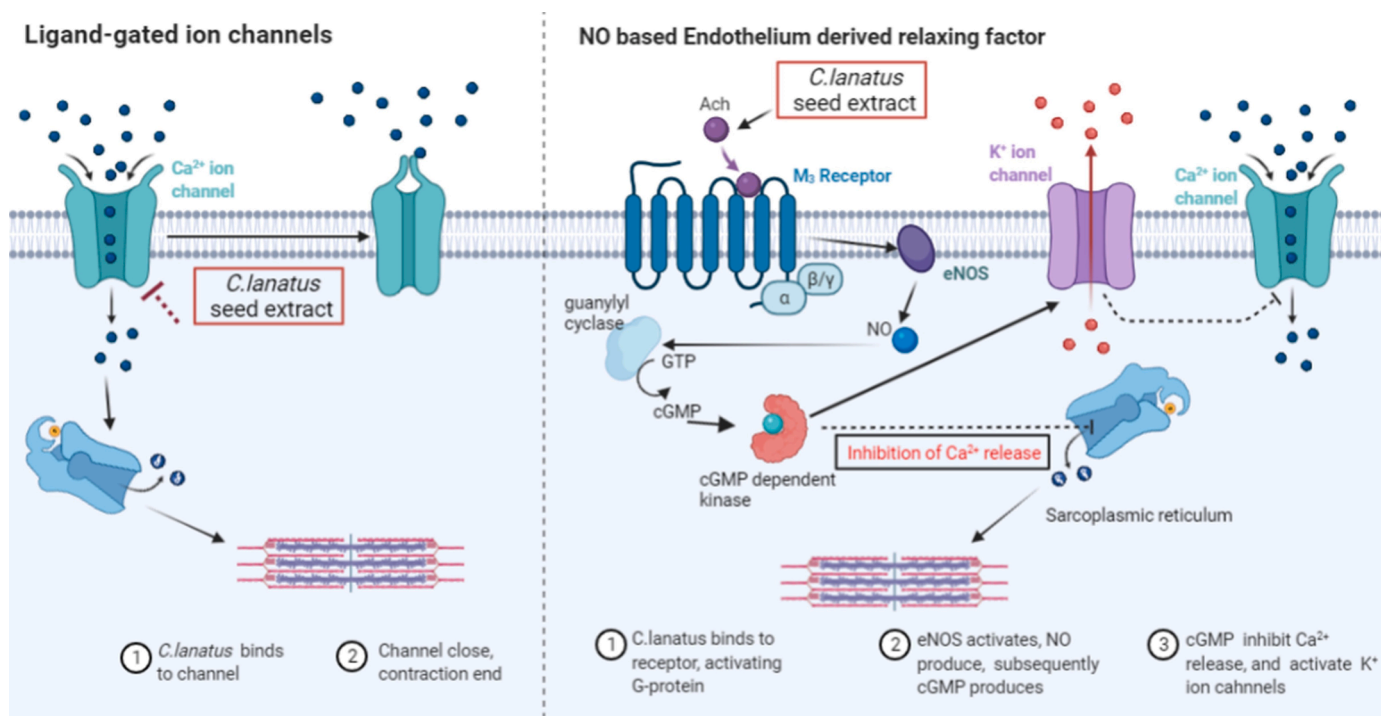 Ligand-gated ion channels
Ca²⁺ ion
channel
C.lanatus
seed extract
1
C.lanatus binds
to channel
2
Channel close,
contraction end
NO based Endothelium derived relaxing factor
C.lanatus
seed extract
Ach
M₃ Receptor
K⁺ ion
channel
Ca²⁺ ion
channel
eNOS
β/γ
α
guanylyl
cyclase
NO
GTP
cGMP
Inhibition of Ca²⁺ release
cGMP dependent
kinase
Sarcoplasmic reticulum
1
C.lanatus binds to
receptor, activating
G-protein
2
eNOS activates, NO
produce, subsequently
cGMP produces
3
cGMP inhibit Ca²⁺
release, and activate K⁺
ion cahnnels